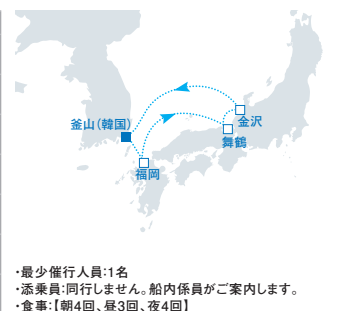 金沢
釜山(韓国)
舞鶴
福岡
・最少催行人員:1名
・添乗員:同行しません。船内係員がご案内します。
・食事:【朝4回、昼3回、夜4回】